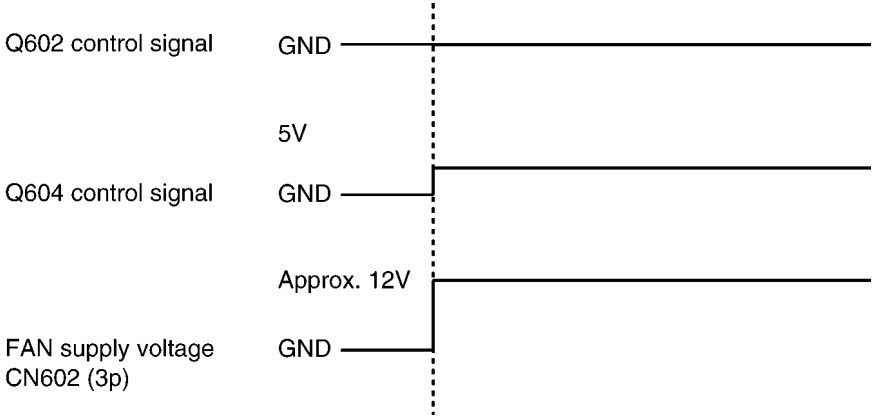 Q602 control signal GND
5V
Q604 control signal GND
Approx. 12V
FAN supply voltage GND
CN602 (3p)